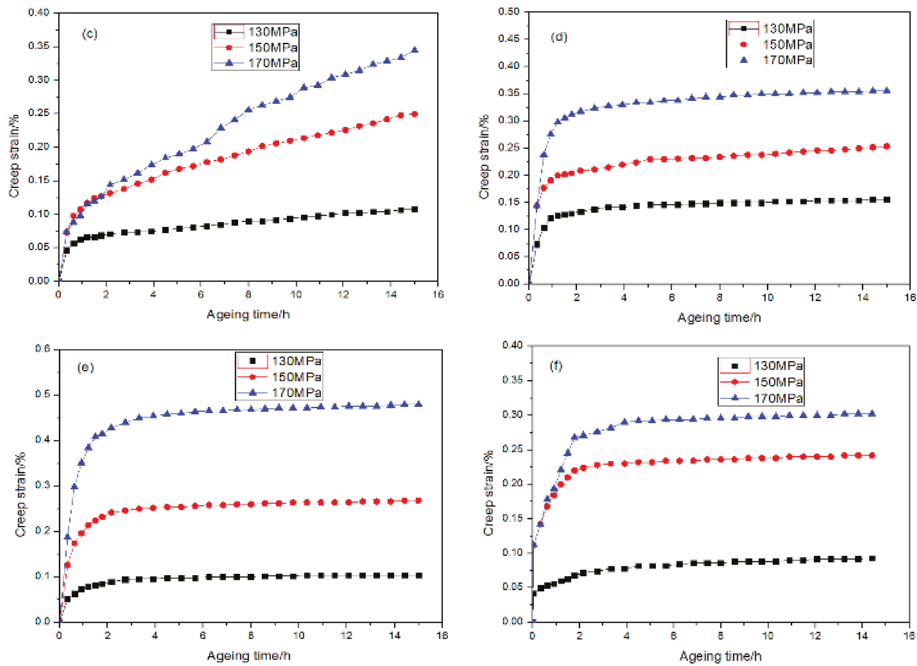 (c)
130MPa
150MPa
170MPa
0.40
0.35
0.30
0.25
0.20
0.15
0.10
0.05
0.00
Creep strain/%
0 2 4 6 8 10 12 14 16
Ageing time/h
(d)
130MPa
150MPa
170MPa
0.50
0.45
0.40
0.35
0.30
0.25
0.20
0.15
0.10
0.05
0.00
Creep strain/%
0 2 4 6 8 10 12 14 16
Ageing time/h
(e)
130MPa
150MPa
170MPa
0.6
0.5
0.4
0.3
0.2
0.1
0.0
Creep strain/%
0 2 4 6 8 10 12 14 16
Ageing time/h
(f)
130MPa
150MPa
170MPa
0.40
0.35
0.30
0.25
0.20
0.15
0.10
0.05
0.00
Creep strain/%
0 2 4 6 8 10 12 14 16
Ageing time/h